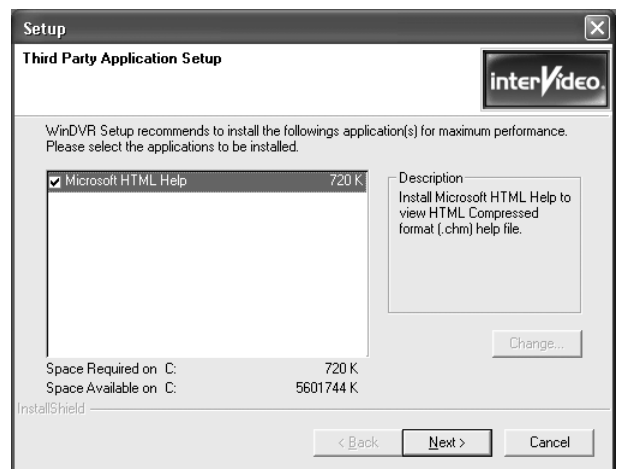 Setup
Third Party Application Setup
interVideo.
WinDVR Setup recommends to install the followings application(s) for maximum performance.
Please select the applications to be installed.
Microsoft HTML Help 720 K
Description
Install Microsoft HTML Help to
view HTML Compressed
format (.chm) help file.
Change...
Space Required on C: 720 K
Space Available on C: 5601744 K
InstallShield
< Back Next > Cancel